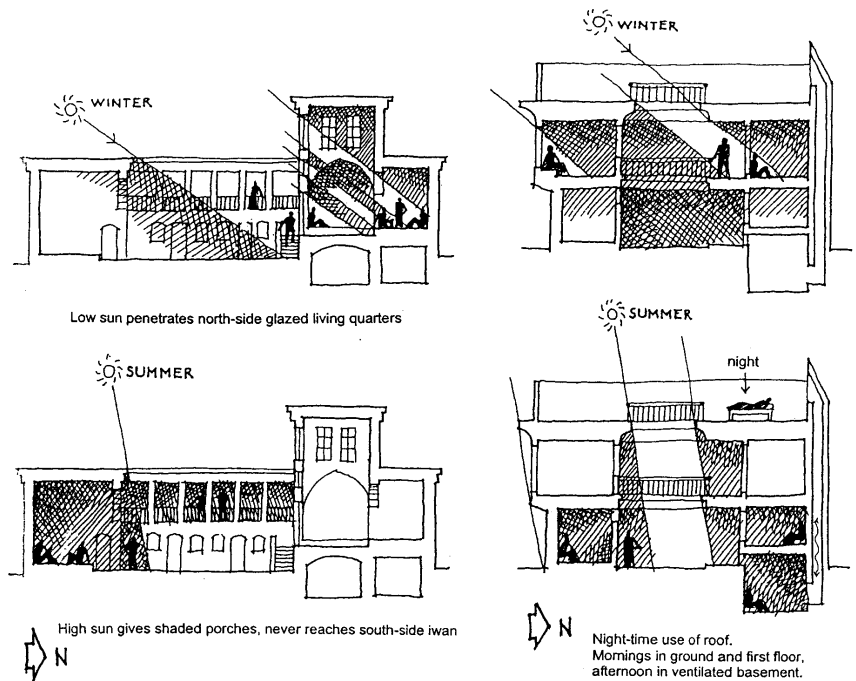 WINTER
Low sun penetrates north-side glazed living quarters
SUMMER
High sun gives shaded porches, never reaches south-side iwan
N
WINTER
SUMMER
night
N
Night-time use of roof.
Mornings in ground and first floor,
afternoon in ventilated basement.